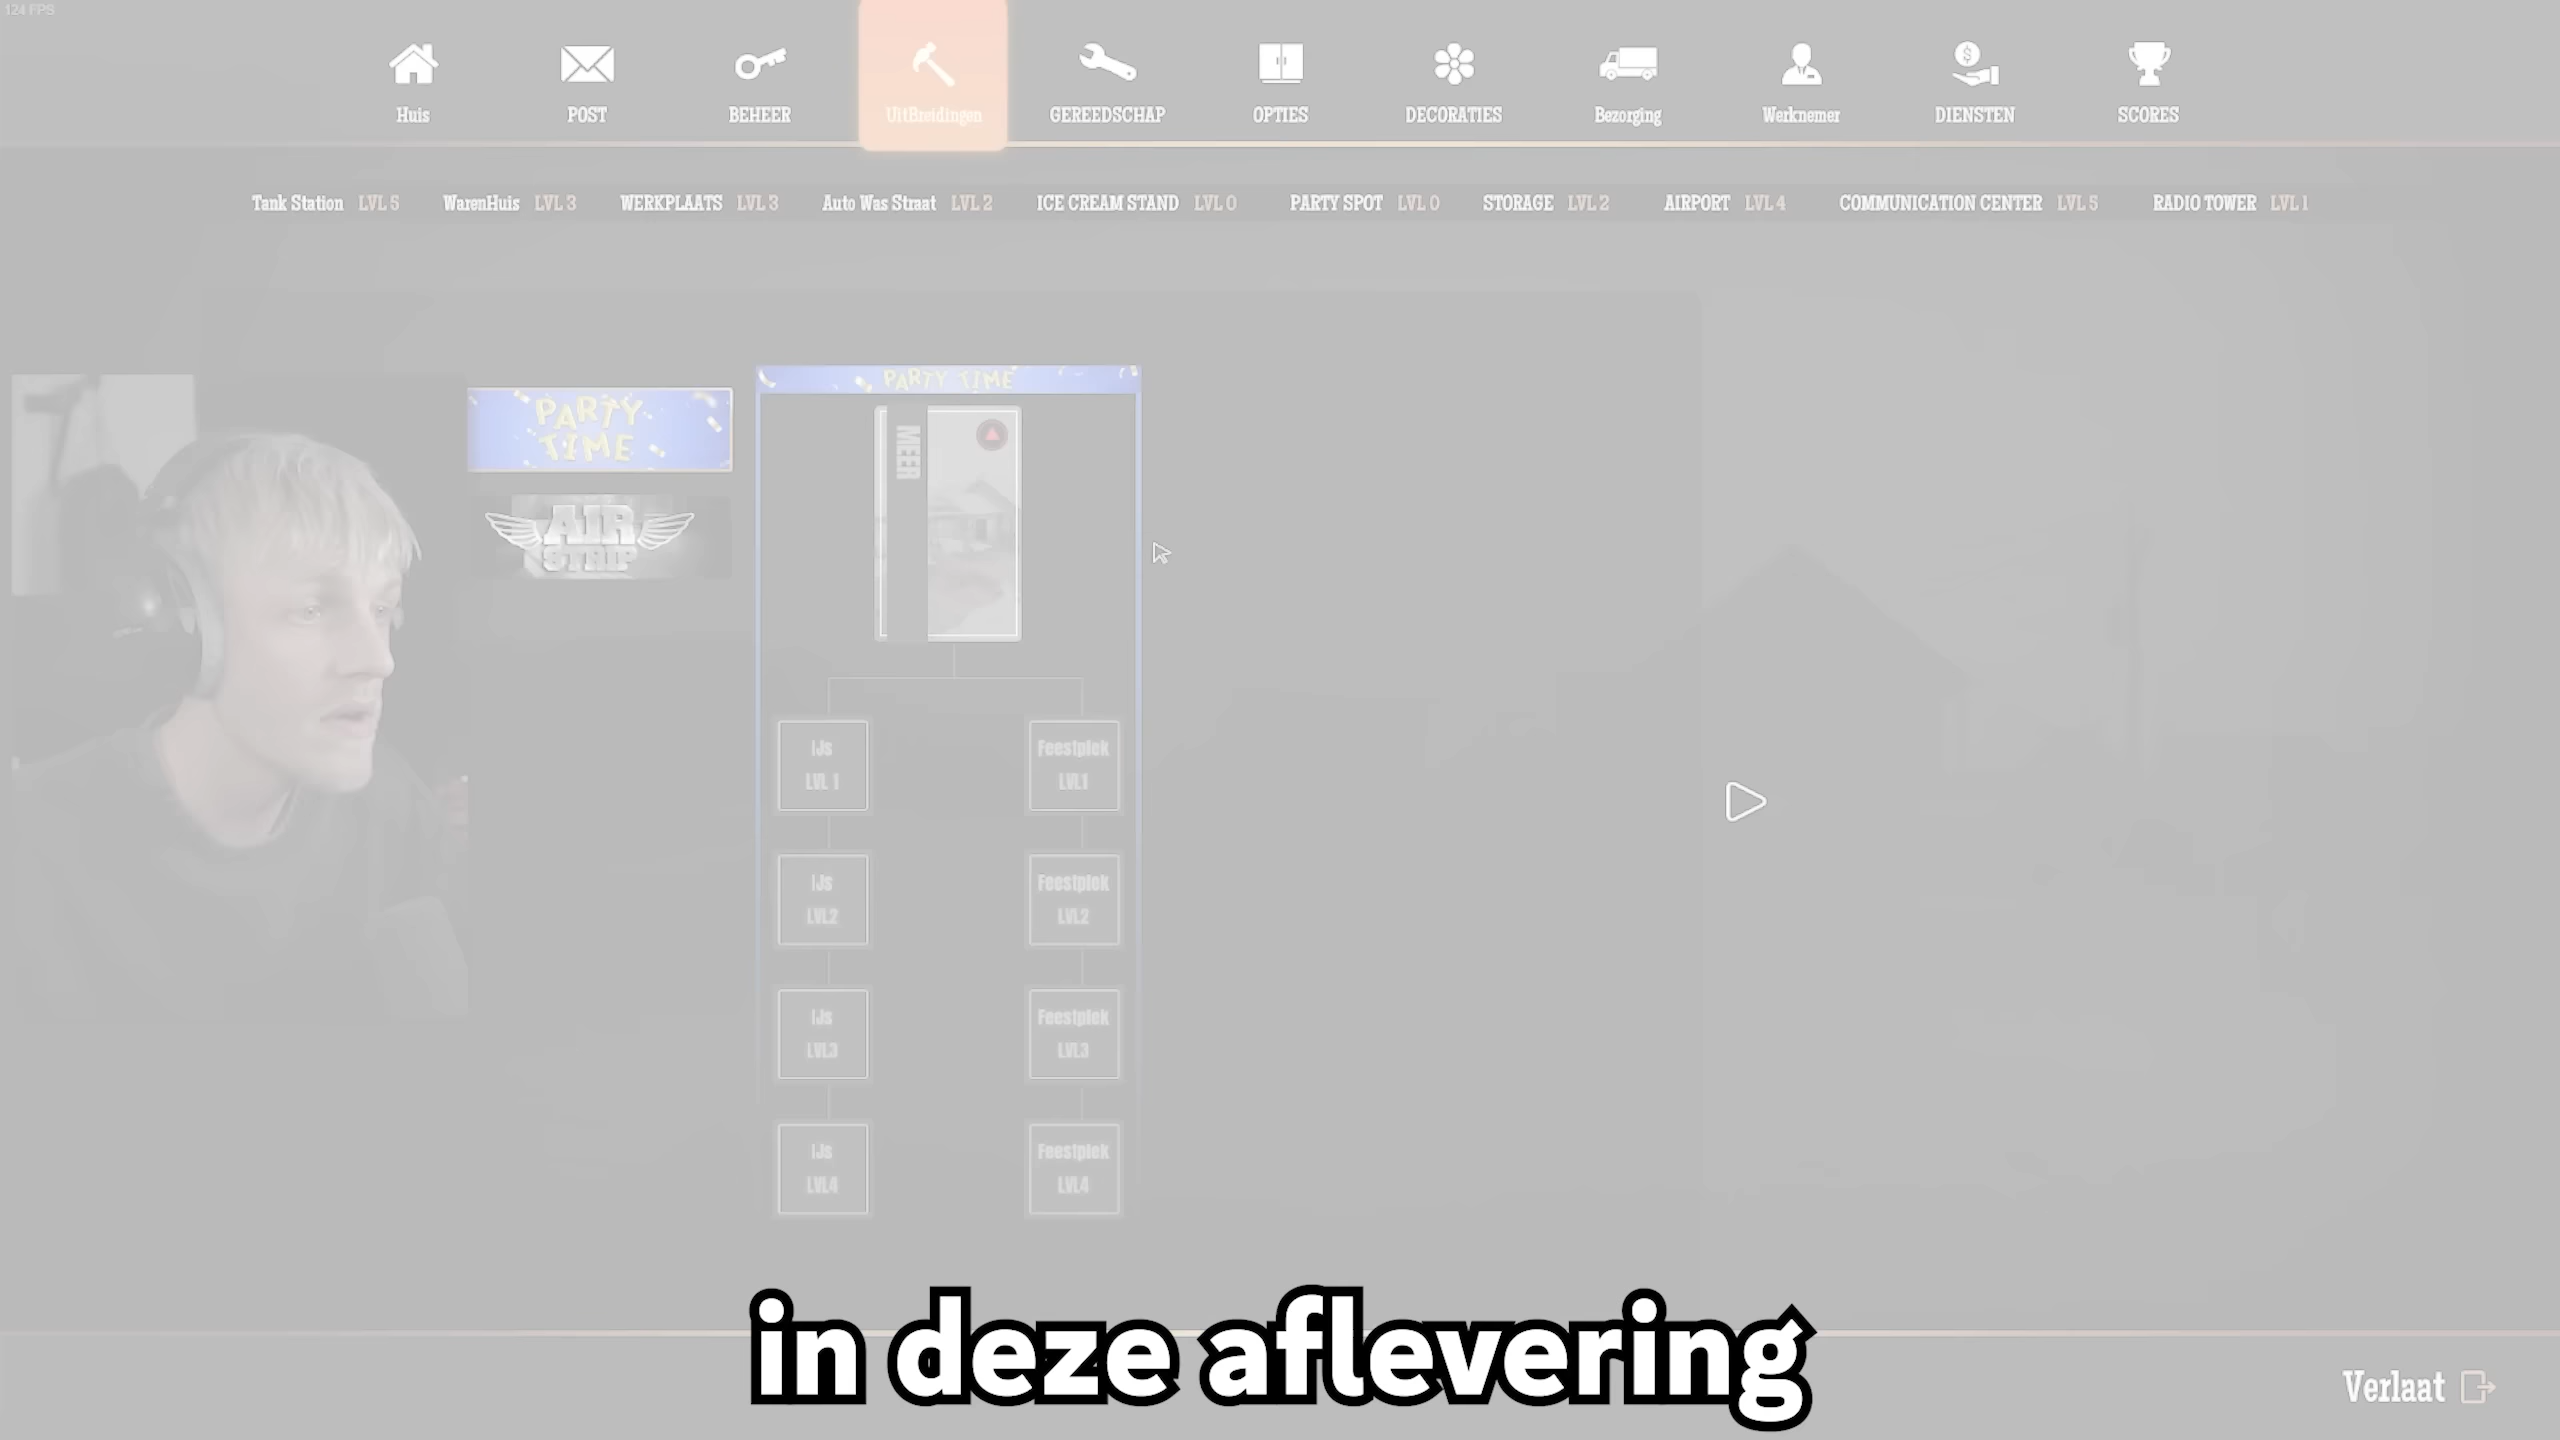 124 FPS
Huis
POST
BEHEER
UitBreidingen
GEREEDSCHAP
OPTIES
DECORATIES
Bezorging
Werknemer
DIENSTEN
SCORES
Tank Station LVL 5
WarenHuis LVL 3
WERKPLAATS LVL 3
Auto Was Straat LVL 2
ICE CREAM STAND LVL 0
PARTY SPOT LVL 0
STORAGE LVL 2
AIRPORT LVL 4
COMMUNICATION CENTER LVL 5
RADIO TOWER LVL 1
PARTY
TIME
AIR
STRIP
PARTY TIME
MEER
IJs
LVL 1
Feestplek
LVL1
IJs
LVL2
Feestplek
LVL2
IJs
LVL3
Feestplek
LVL3
IJs
LVL4
Feestplek
LVL4
in deze aflevering
Verlaat